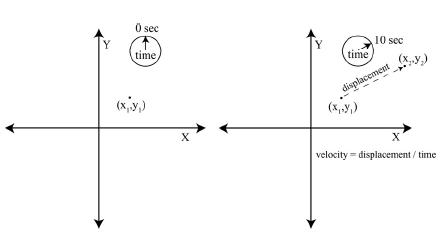 0 sec
Y
time
(x₁,y₁)
X
10 sec
Y
time
(x₂,y₂)
displacement
(x₁,y₁)
X
velocity = displacement / time